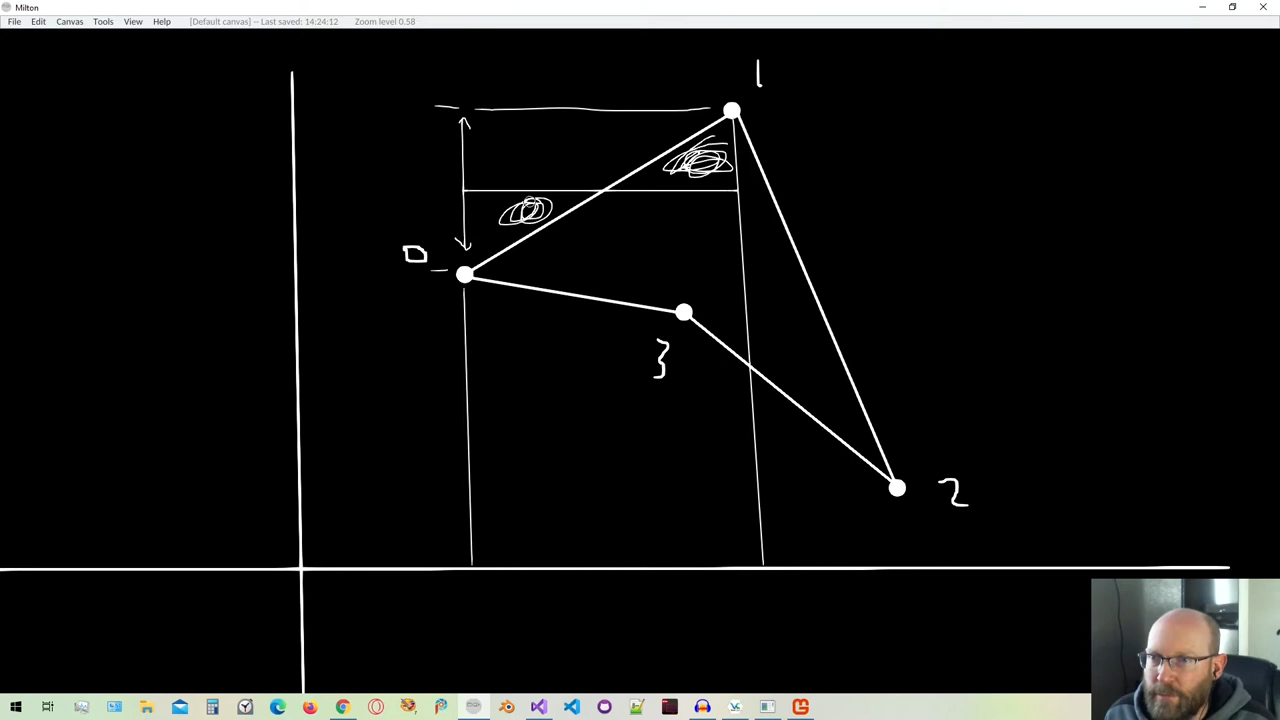 Milton
File Edit Canvas Tools View Help [Default canvas] -- Last saved: 14:24:12 Zoom level 0.58
1
0
3
2